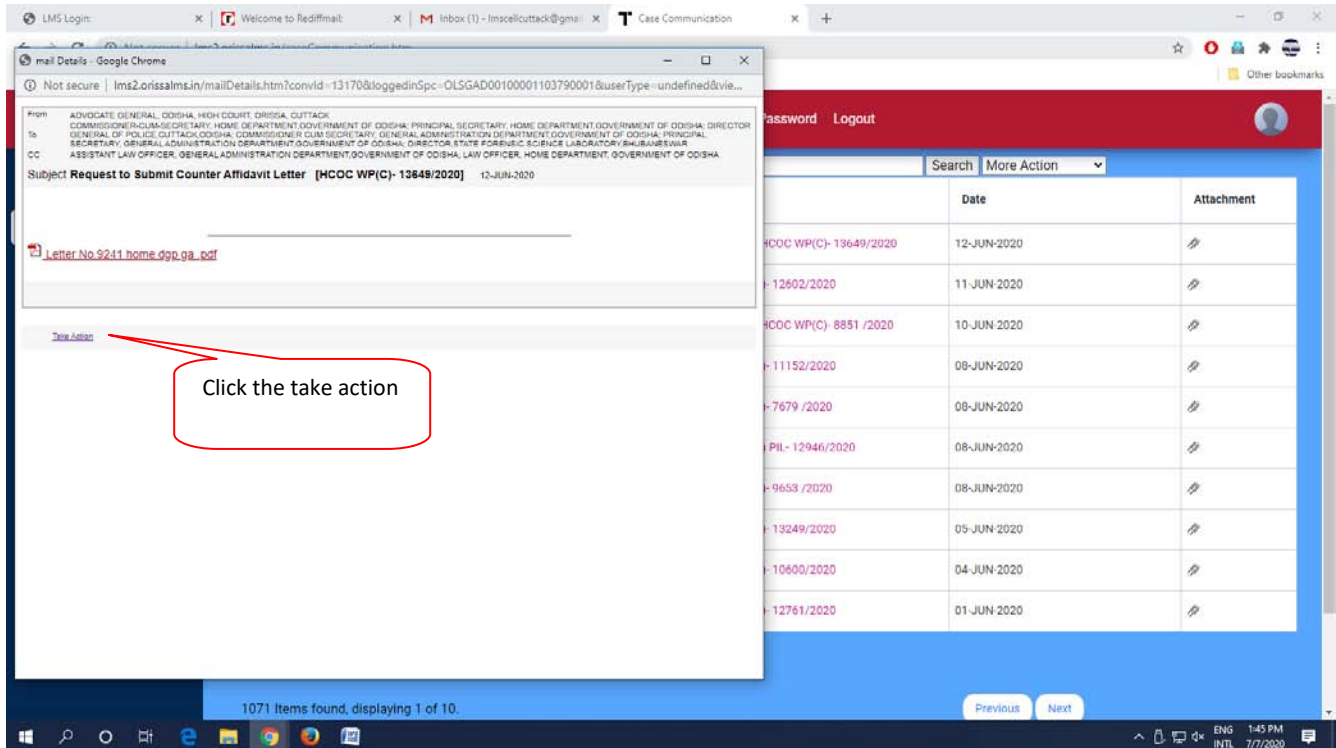 LMS Login:
Welcome to Rediffmail:
Inbox (1) - lmscellcuttack@gmai
Case Communication
mail Details - Google Chrome
Not secure | lms2.orissalms.in/mailDetails.htm?convId=13170&loggedinSpc=OLSGAD00100001103790001&userType=undefined&vie...
Other bookmarks
From ADVOCATE GENERAL, ODISHA, HIGH COURT, ORISSA, CUTTACK
COMMISSIONER-CUM-SECRETARY, HOME DEPARTMENT,GOVERNMENT OF ODISHA; PRINCIPAL SECRETARY, HOME DEPARTMENT,GOVERNMENT OF ODISHA; DIRECTOR
To GENERAL OF POLICE,CUTTACK,ODISHA; COMMISSIONER CUM SECRETARY, GENERAL ADMINISTRATION DEPARTMENT,GOVERNMENT OF ODISHA; PRINCIPAL
SECRETARY, GENERAL ADMINISTRATION DEPARTMENT,GOVERNMENT OF ODISHA; DIRECTOR,STATE FORENSIC SCIENCE LABORATORY,BHUBANESWAR
CC ASSISTANT LAW OFFICER, GENERAL ADMINISTRATION DEPARTMENT,GOVERNMENT OF ODISHA, LAW OFFICER, HOME DEPARTMENT, GOVERNMENT OF ODISHA
Subject Request to Submit Counter Affidavit Letter [HCOC WP(C)- 13649/2020] 12-JUN-2020
Letter No.9241 home dgp ga .pdf
Take Action
Click the take action
Password Logout
Search More Action
Date Attachment
HCOC WP(C)- 13649/2020 12-JUN-2020
)- 12602/2020 11-JUN-2020
HCOC WP(C)- 8851 /2020 10-JUN-2020
)- 11152/2020 08-JUN-2020
)- 7679 /2020 08-JUN-2020
PIL- 12946/2020 08-JUN-2020
)- 9653 /2020 08-JUN-2020
)- 13249/2020 05-JUN-2020
)- 10600/2020 04-JUN-2020
)- 12761/2020 01-JUN-2020
1071 Items found, displaying 1 of 10.
Previous Next
ENG 1:45 PM
INTL 7/7/2020